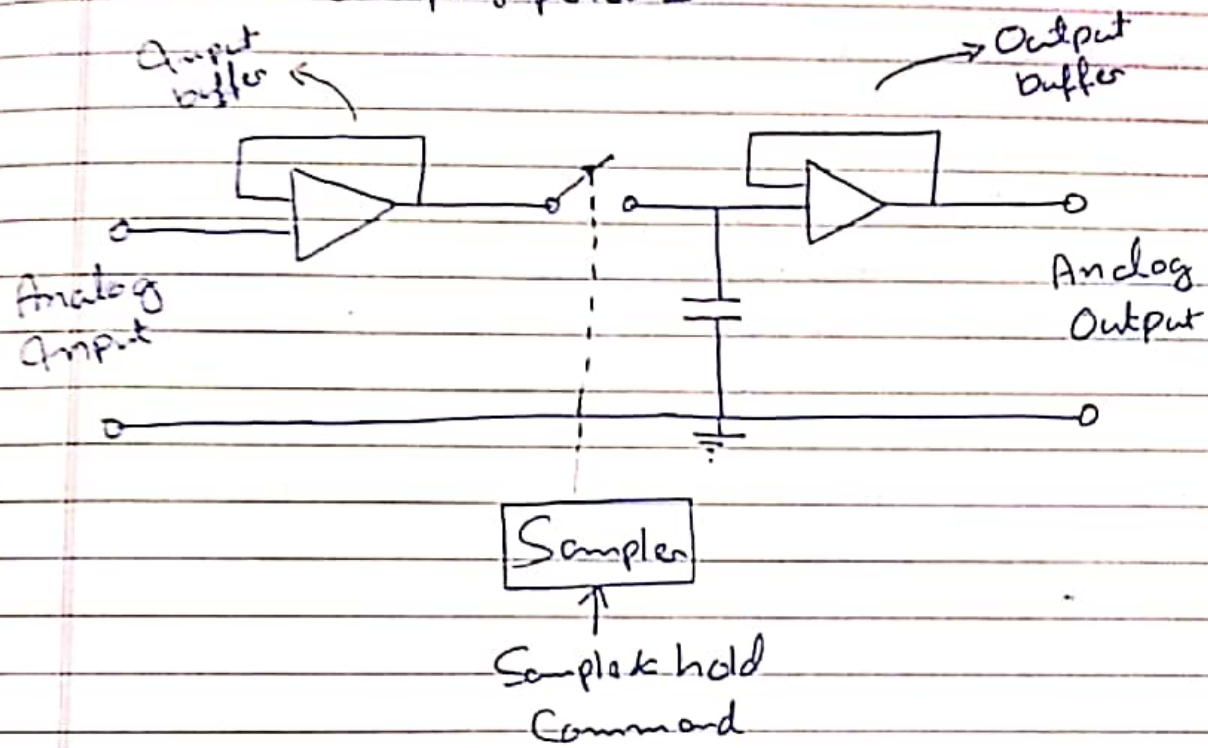 Input
buffer
Output
buffer
Analog
Input
Analog
Output
Sampler
Sample & hold
Command